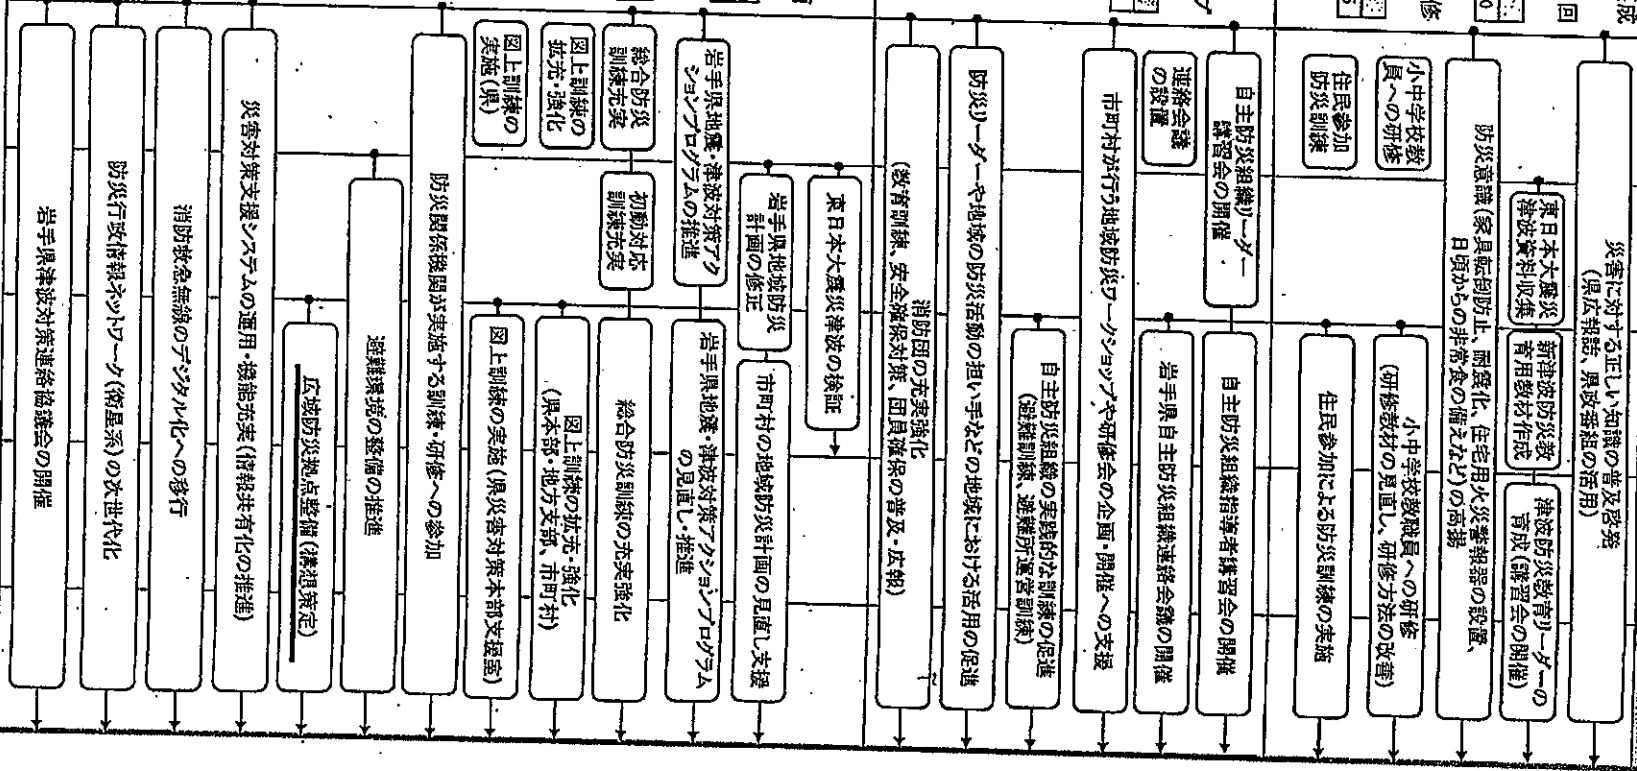 成
回
修
災害に対する正しい知識の普及啓発
(県広報誌、県政番組の活用)
東日本大震災
津波資料収集
新津波防災教
育用教材作成
津波防災教育リーダーの
育成(講習会の開催)
防災意識(家具転倒防止、耐震化、住宅用火災警報器の設置、
日頃からの非常食の備えなど)の高揚
小中学校教
員への研修
小中学校教職員への研修
(研修教材の見直し、研修方法の改善)
住民参加
防災訓練
住民参加による防災訓練の実施
自主防災組織リーダー
講習会の開催
自主防災組織指導者講習会の開催
連絡会議
の設置
岩手県自主防災組織連絡会議の開催
市町村が行う地域防災ワークショップや研修会の企画・開催への支援
自主防災組織の実践的な訓練の促進
(避難訓練、避難所運営訓練)
防災リーダーや地域の防災活動の担い手などの地域における活用の促進
消防団の充実強化
(教育訓練、安全確保対策、団員確保の普及・広報)
東日本大震災津波の検証
岩手県地域防災
計画の修正
市町村の地域防災計画の見直し支援
岩手県地震・津波対策アク
ションプログラムの推進
岩手県地震・津波対策アクションプログラム
の見直し・推進
総合防災
訓練充実
初動対応
訓練充実
総合防災訓練の充実強化
図上訓練の
拡充・強化
図上訓練の拡充・強化
(県本部・地方支部、市町村)
図上訓練の
実施(県)
図上訓練の実施(県災害対策本部支援室)
防災関係機関が実施する訓練・研修への参加
避難環境の整備の推進
広域防災拠点整備(構想策定)
災害対策支援システムの運用・機能充実(情報共有化の推進)
消防救急無線のデジタル化への移行
防災行政情報ネットワーク(衛星系)の次世代化
岩手県津波対策連絡協議会の開催